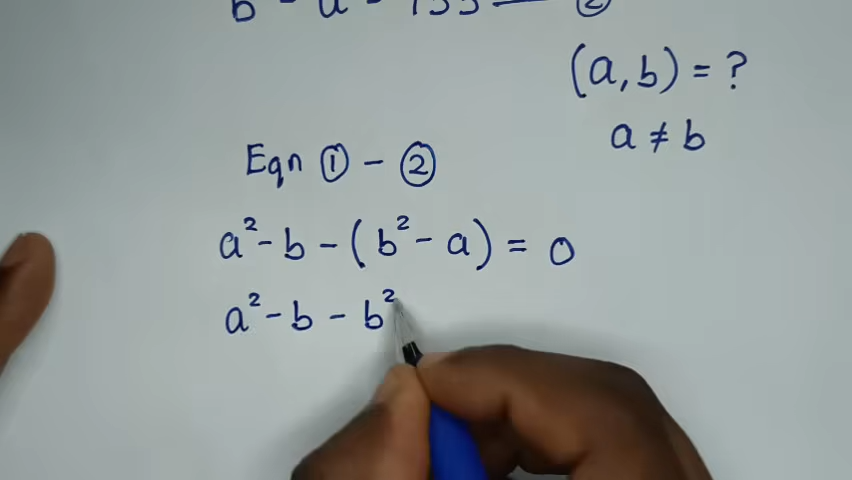 (a,b) = ?
a ≠ b
Eqn ① - ②
a² - b - (b² - a) = 0
a² - b - b²